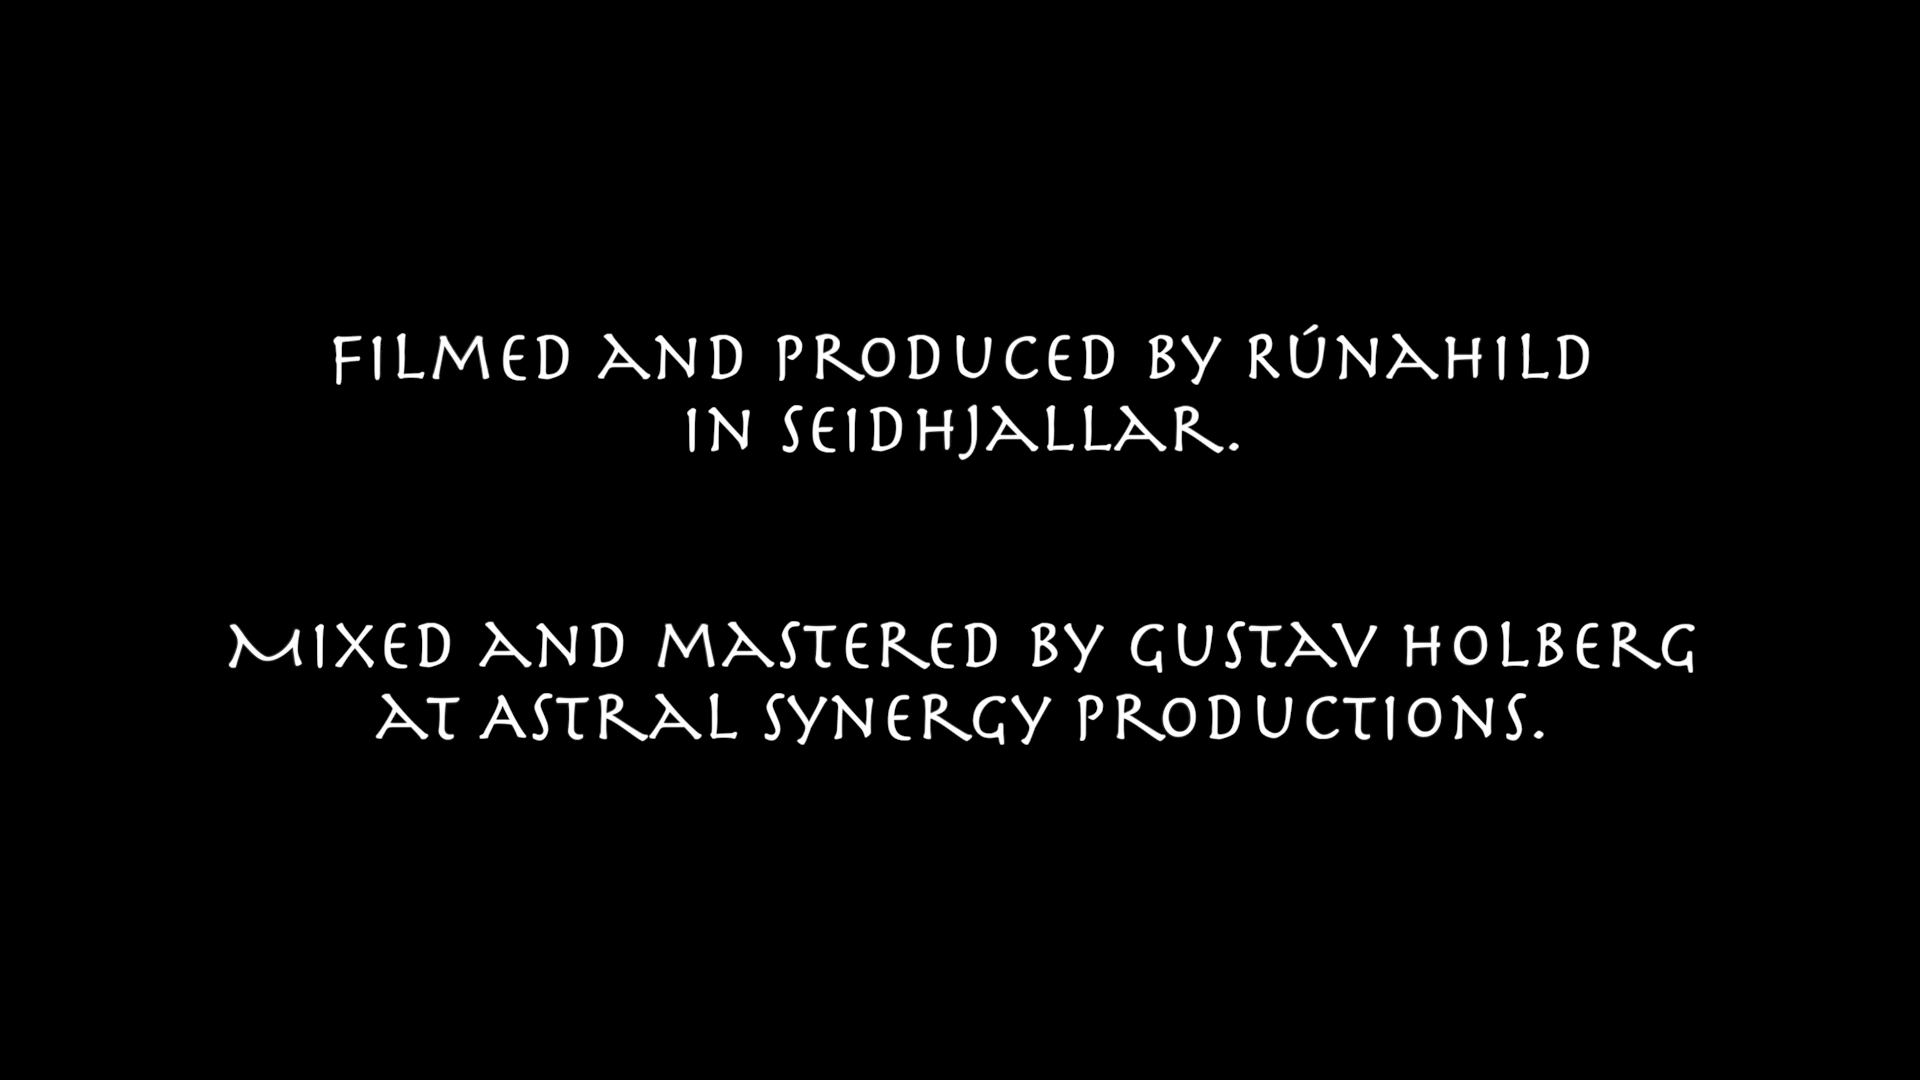 Filmed and produced by Rúnahild
in Seidhjallar.
Mixed and mastered by Gustav Holberg
at Astral Synergy Productions.